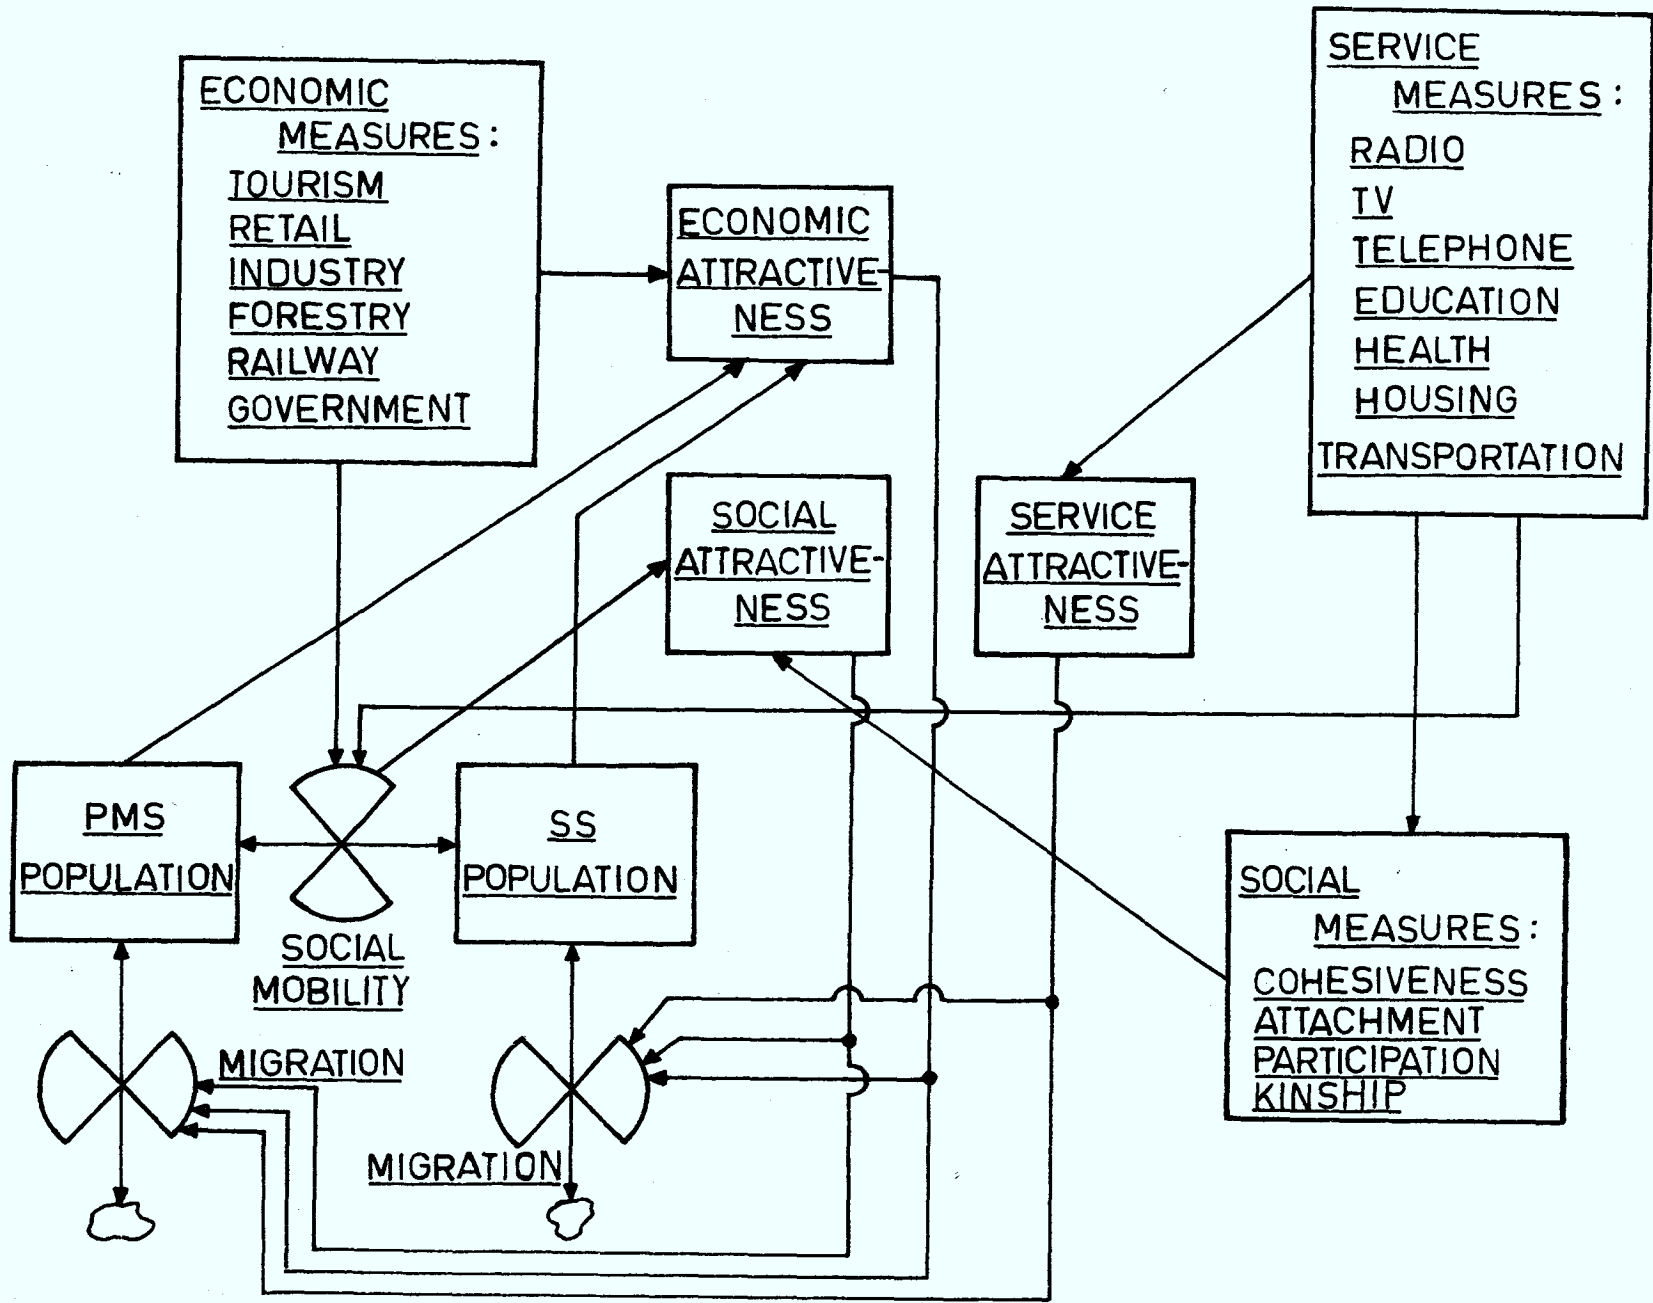 ECONOMIC
MEASURES:
TOURISM
RETAIL
INDUSTRY
FORESTRY
RAILWAY
GOVERNMENT
ECONOMIC
ATTRACTIVE-
NESS
SERVICE
MEASURES:
RADIO
TV
TELEPHONE
EDUCATION
HEALTH
HOUSING
TRANSPORTATION
SOCIAL
ATTRACTIVE-
NESS
SERVICE
ATTRACTIVE-
NESS
PMS
POPULATION
SOCIAL
MOBILITY
SS
POPULATION
SOCIAL
MEASURES:
COHESIVENESS
ATTACHMENT
PARTICIPATION
KINSHIP
MIGRATION
MIGRATION